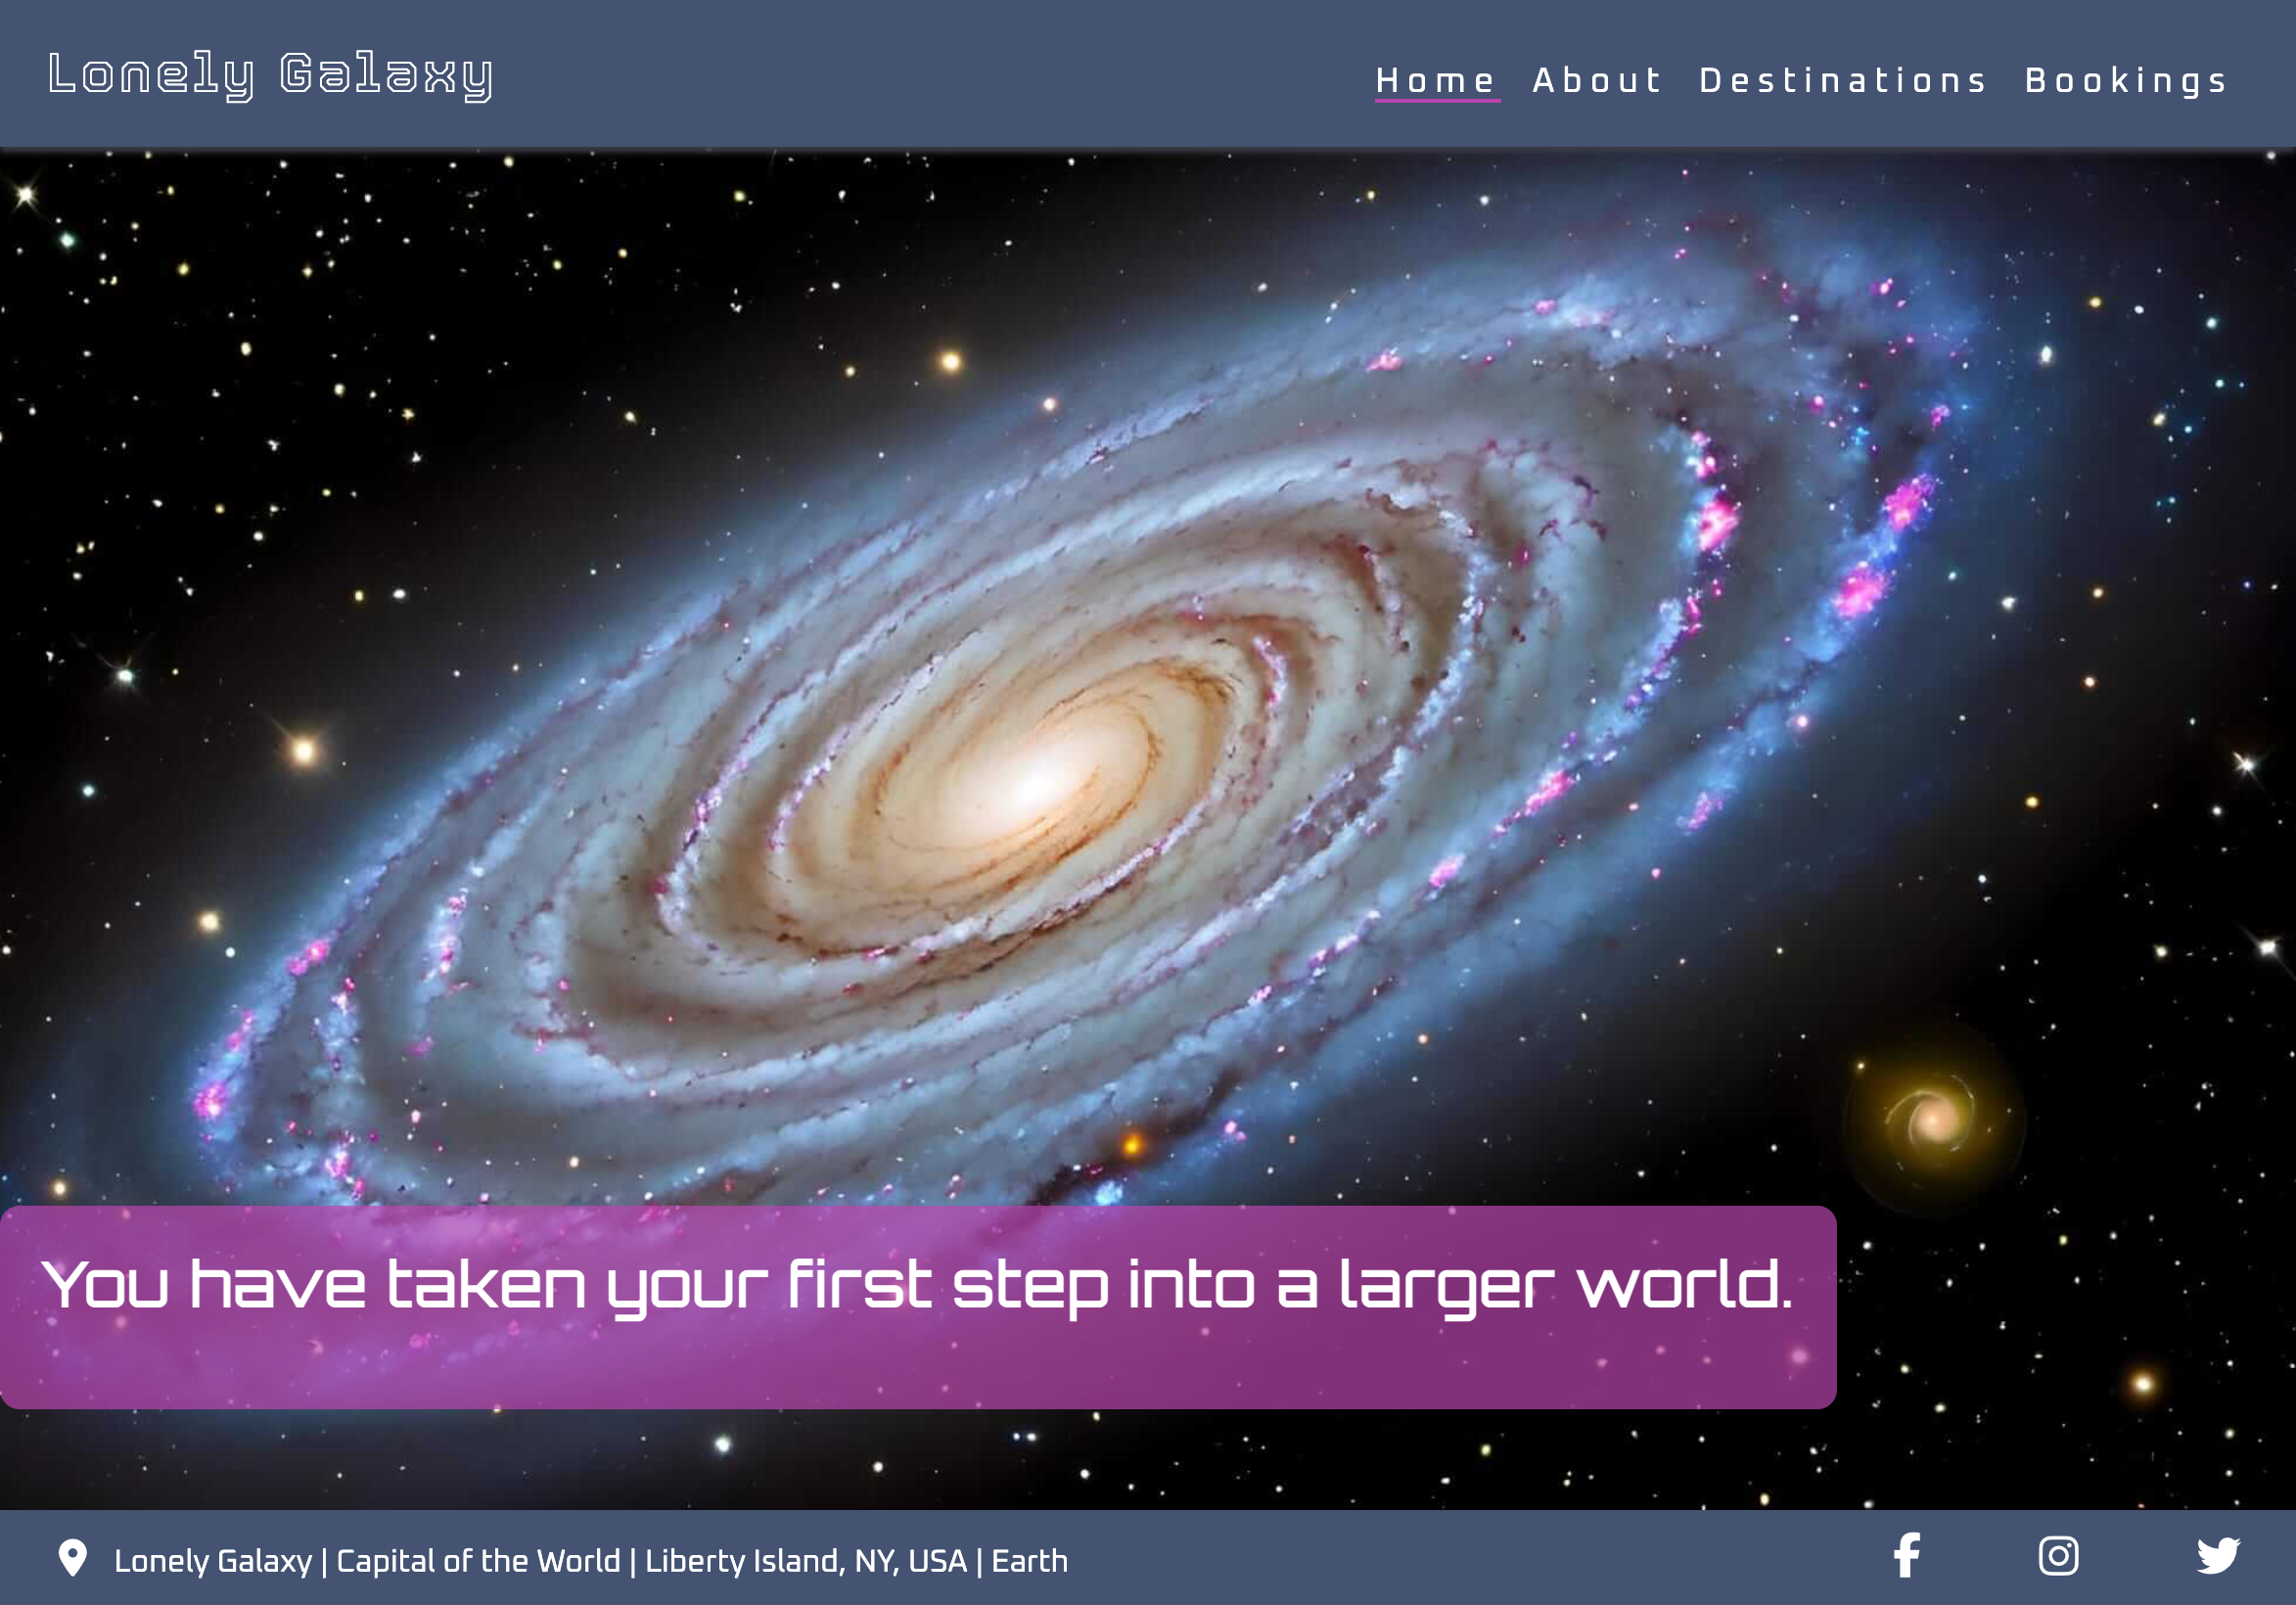 Lonely Galaxy
Home About Destinations Bookings
You have taken your first step into a larger world.
Lonely Galaxy | Capital of the World | Liberty Island, NY, USA | Earth